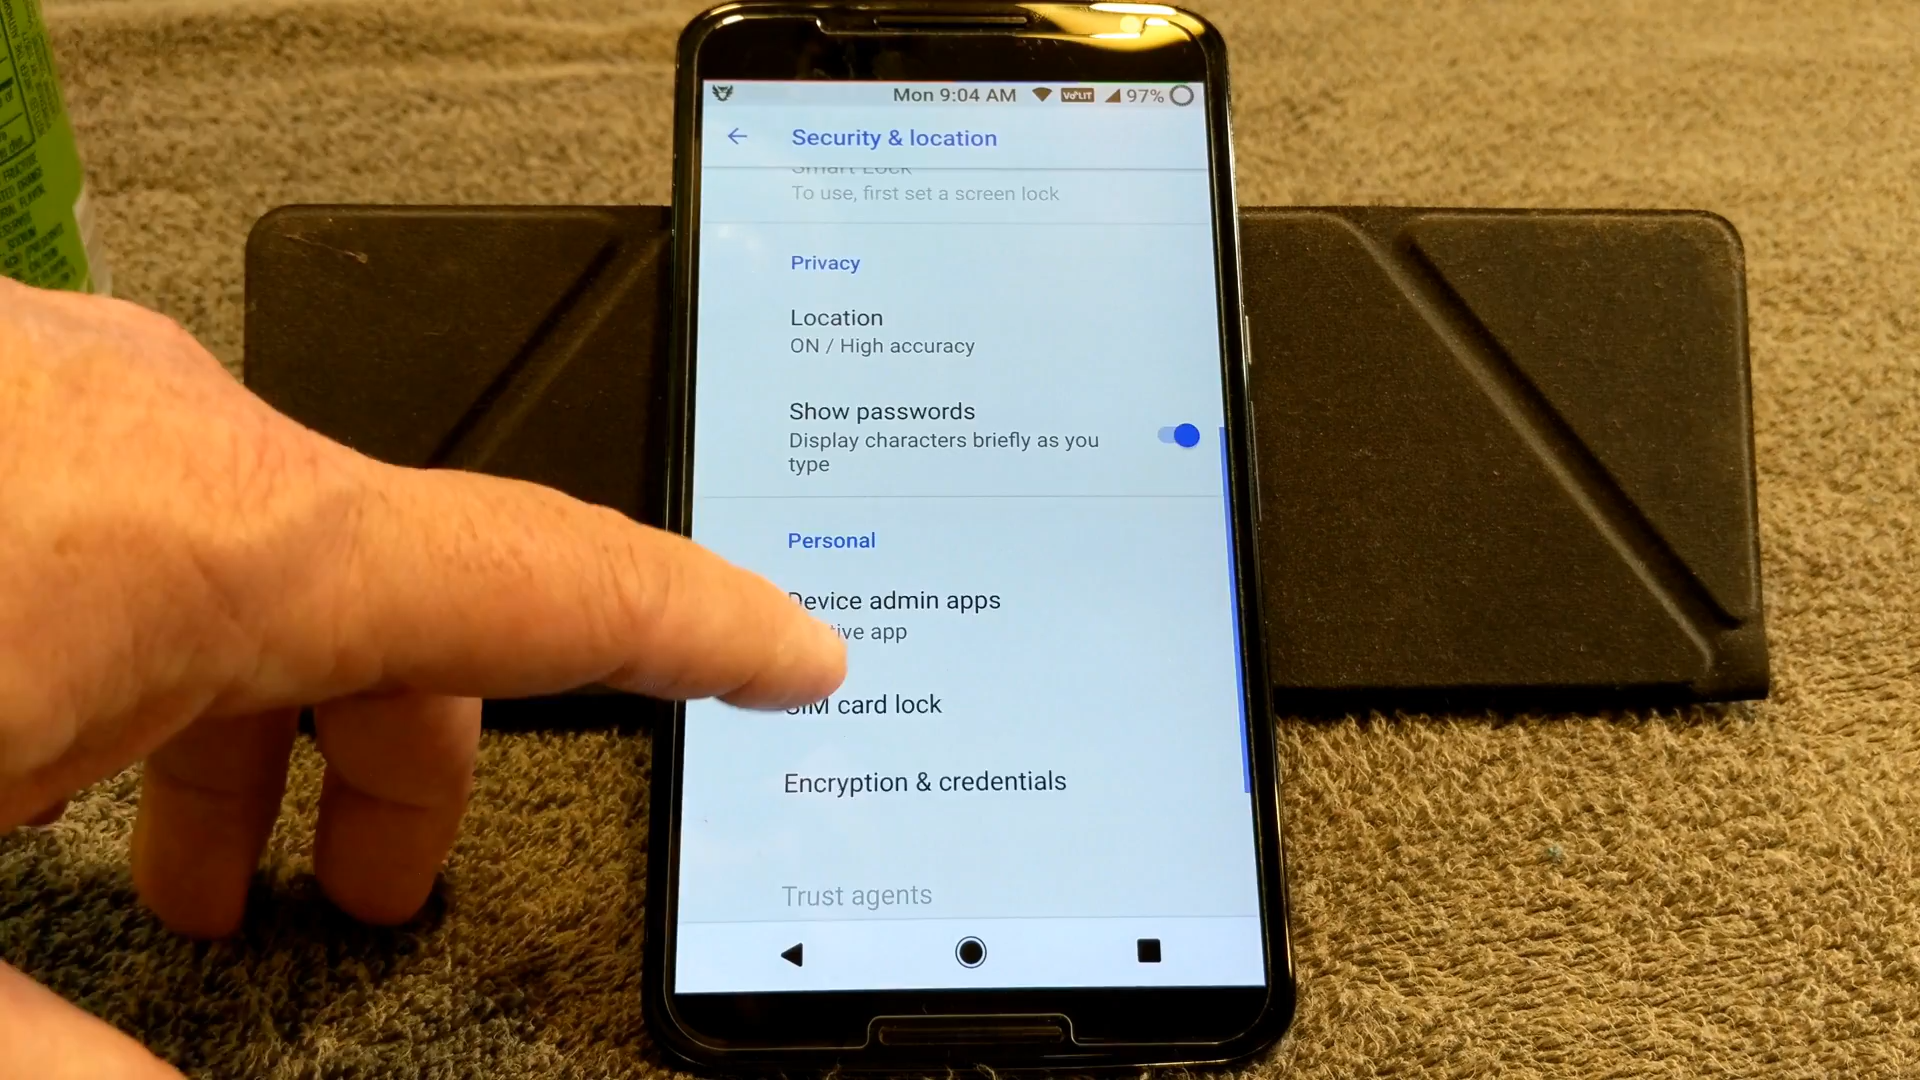 Mon 9:04 AM VoLIT 97%
Security & location
Smart Lock
To use, first set a screen lock
Privacy
Location
ON / High accuracy
Show passwords
Display characters briefly as you
type
Personal
Device admin apps
tive app
SIM card lock
Encryption & credentials
Trust agents